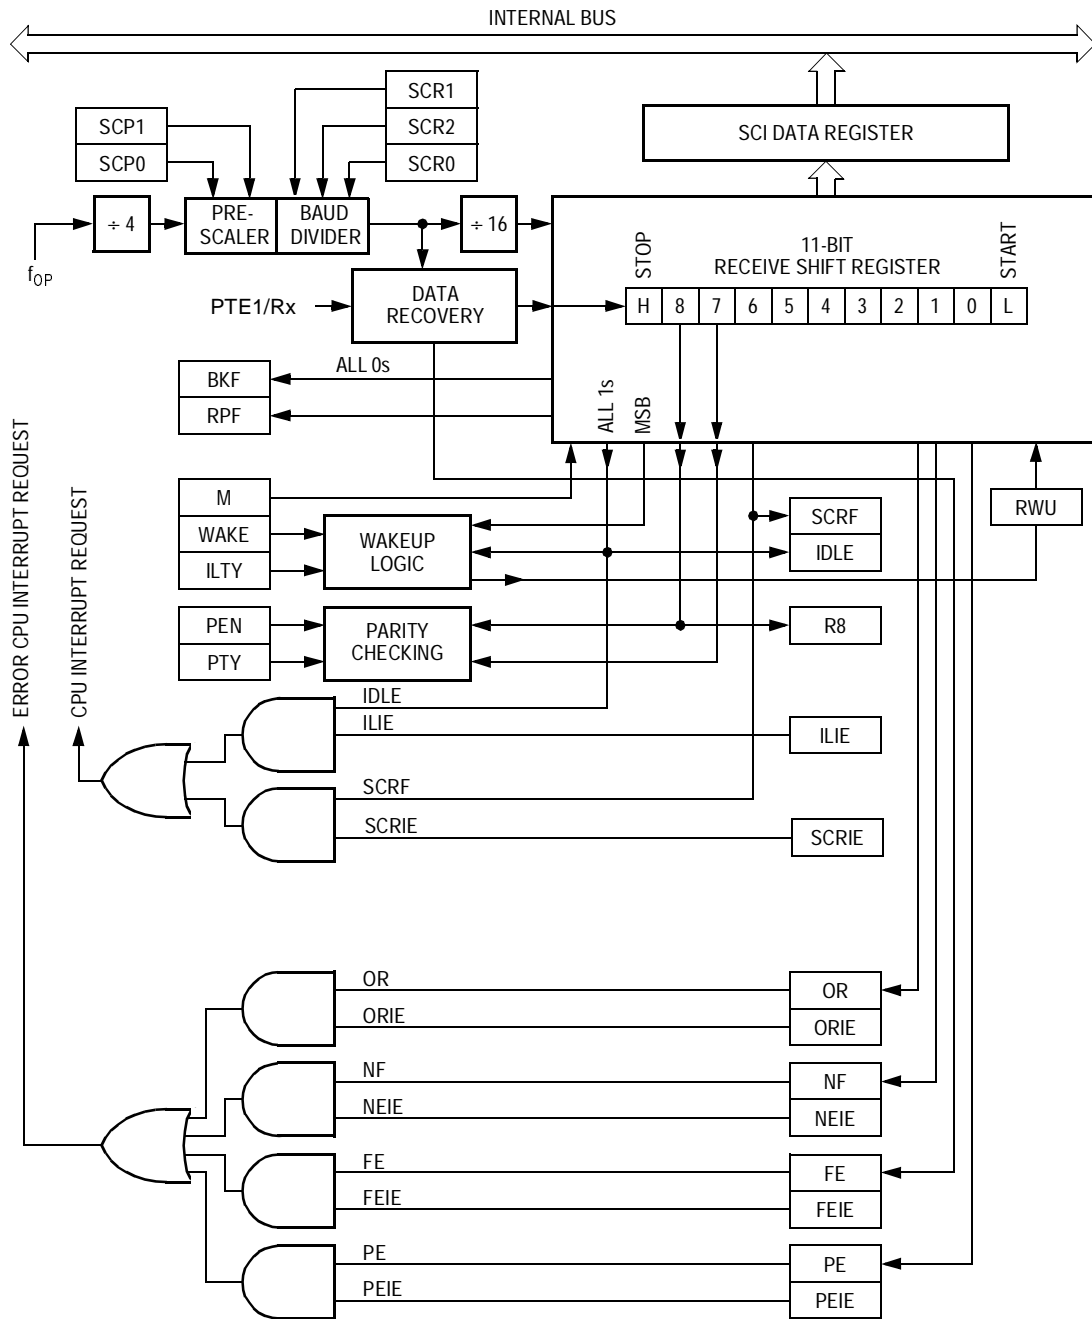 INTERNAL BUS
SCR1
SCR2
SCR0
SCP1
SCP0
SCI DATA REGISTER
÷ 4
PRE-
SCALER
BAUD
DIVIDER
÷ 16
fOP
11-BIT
RECEIVE SHIFT REGISTER
STOP
START
H 8 7 6 5 4 3 2 1 0 L
PTE1/Rx
DATA
RECOVERY
ALL 0s
BKF
RPF
ALL 1s
MSB
M
WAKE
ILTY
WAKEUP
LOGIC
SCRF
IDLE
RWU
PEN
PTY
PARITY
CHECKING
R8
ERROR CPU INTERRUPT REQUEST
CPU INTERRUPT REQUEST
IDLE
ILIE
ILIE
SCRF
SCRIE
SCRIE
OR
ORIE
OR
ORIE
NF
NEIE
NF
NEIE
FE
FEIE
FE
FEIE
PE
PEIE
PE
PEIE